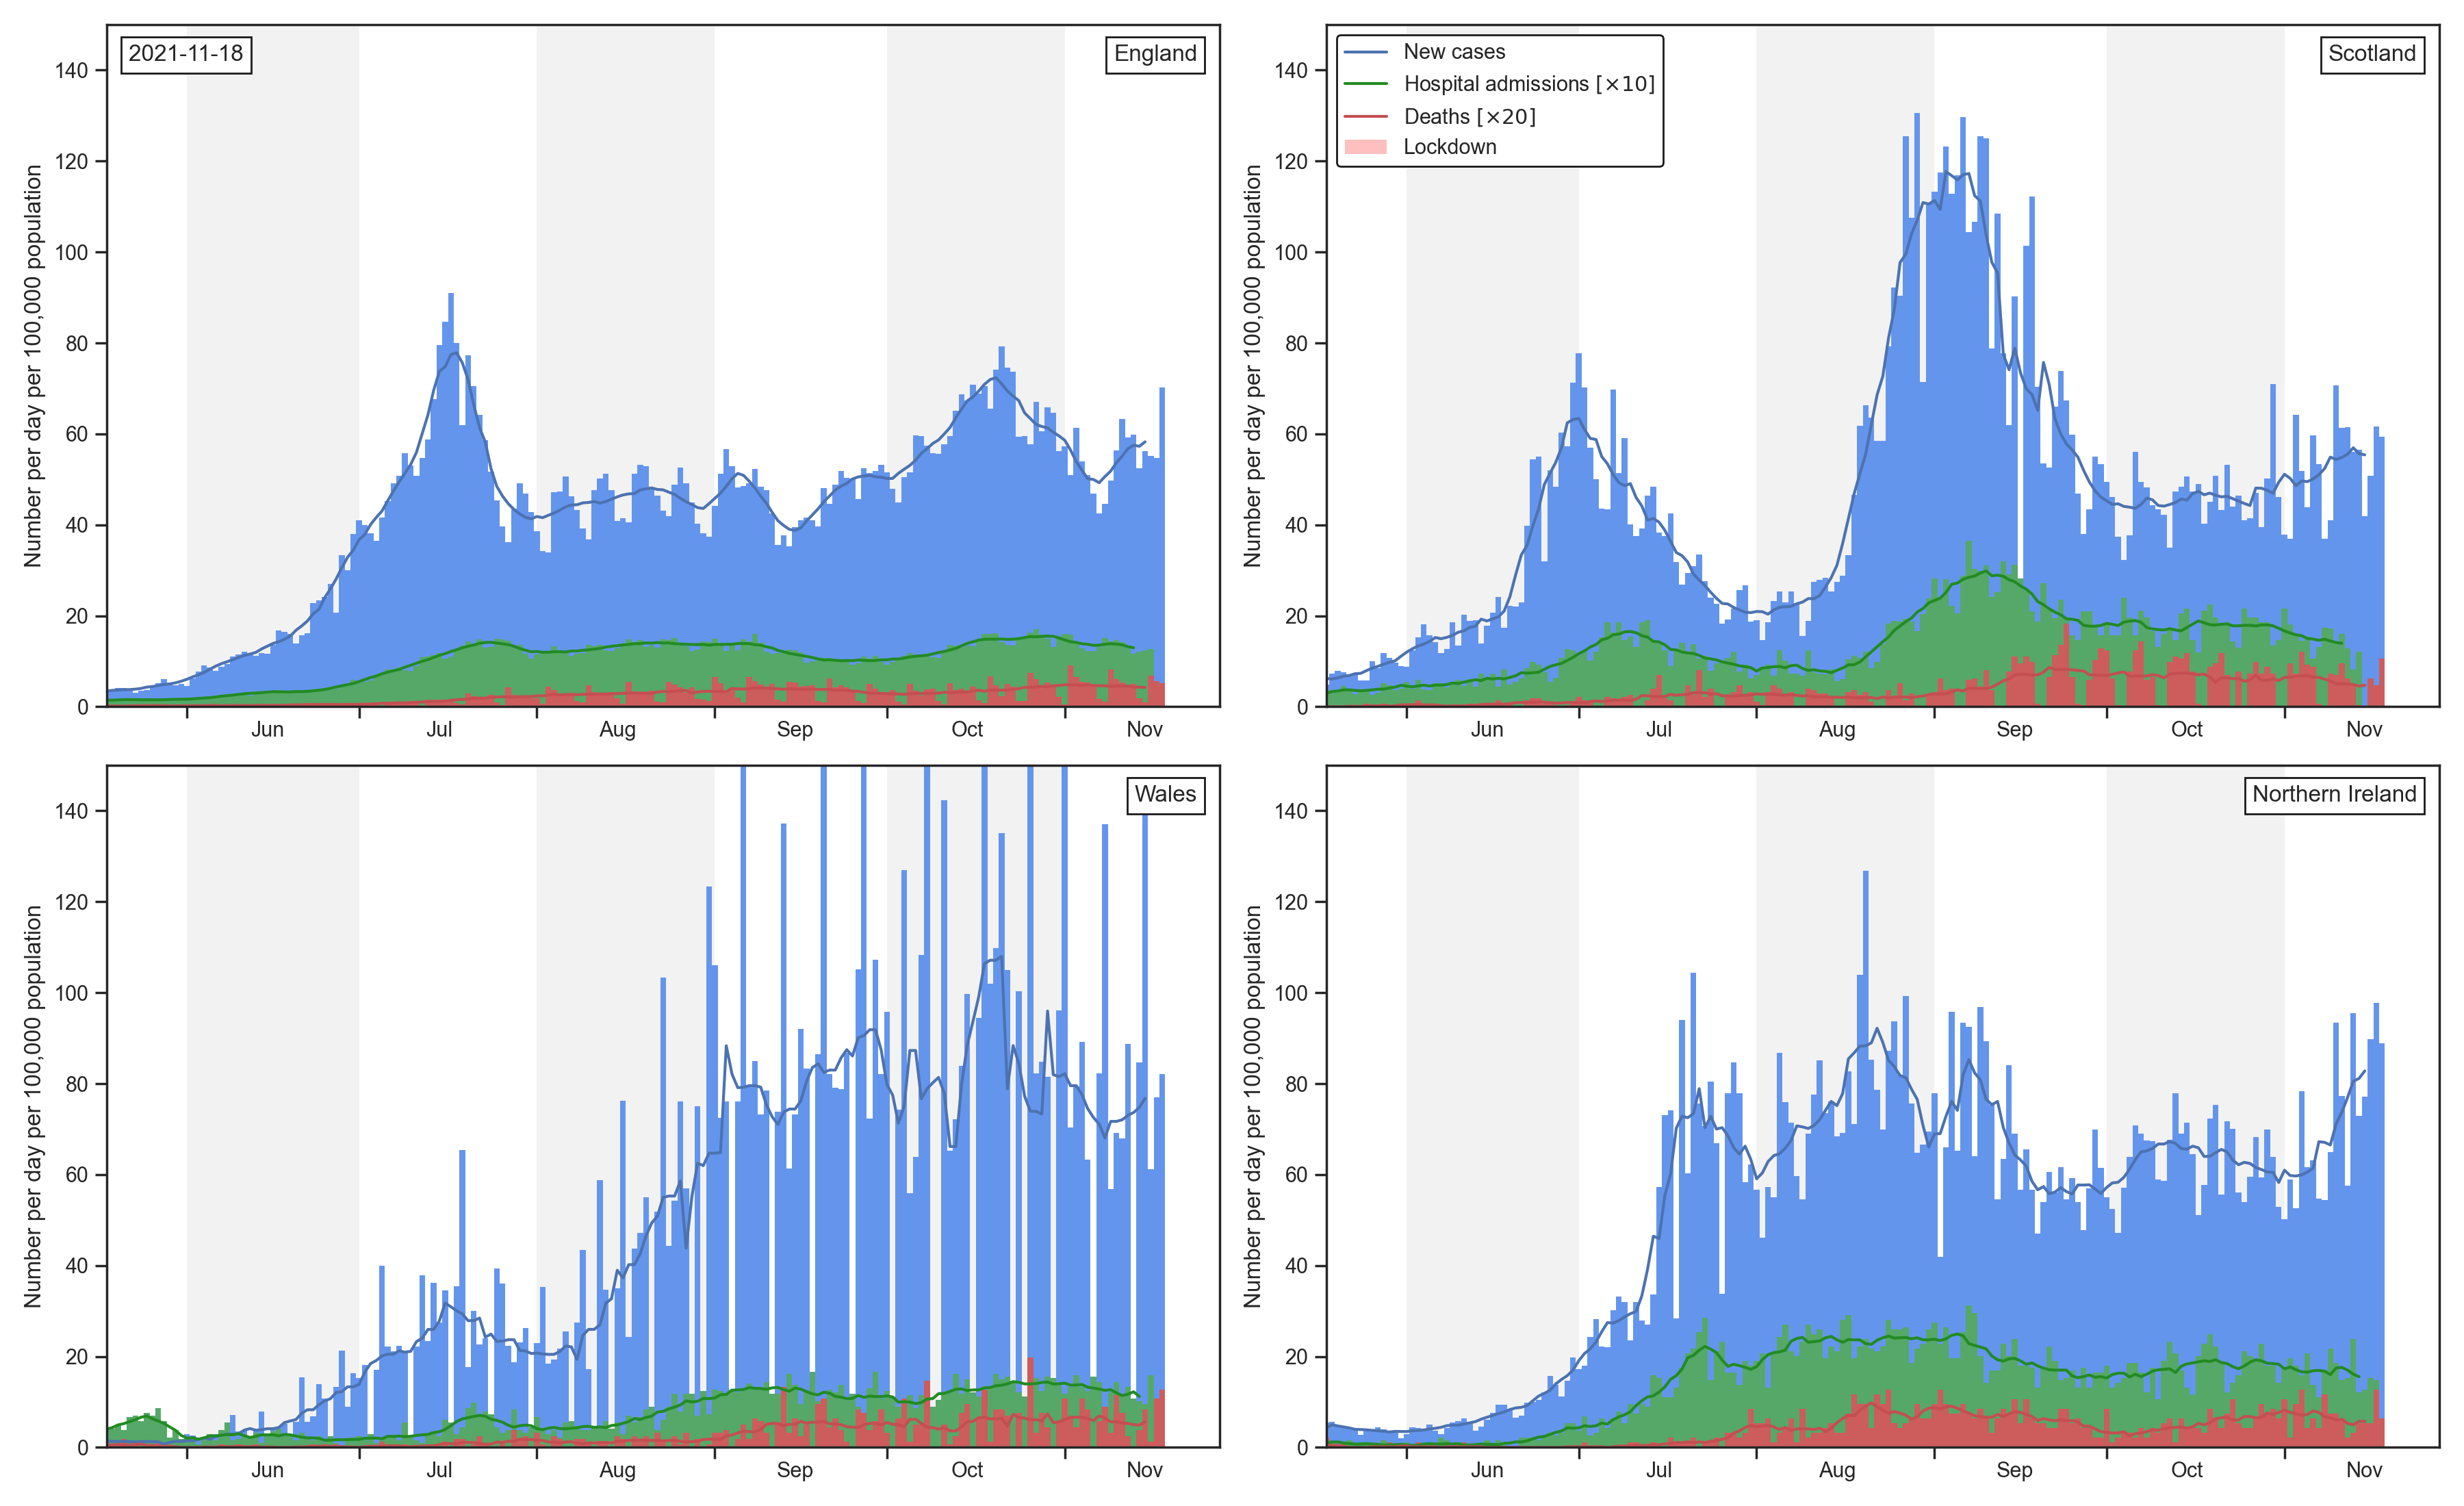 2021-11-18
England
Number per day per 100,000 population
140
120
100
80
60
40
20
0
Jun Jul Aug Sep Oct Nov
New cases
Hospital admissions [×10]
Deaths [×20]
Lockdown
Scotland
Number per day per 100,000 population
140
120
100
80
60
40
20
0
Jun Jul Aug Sep Oct Nov
Wales
Number per day per 100,000 population
140
120
100
80
60
40
20
0
Jun Jul Aug Sep Oct Nov
Northern Ireland
Number per day per 100,000 population
140
120
100
80
60
40
20
0
Jun Jul Aug Sep Oct Nov